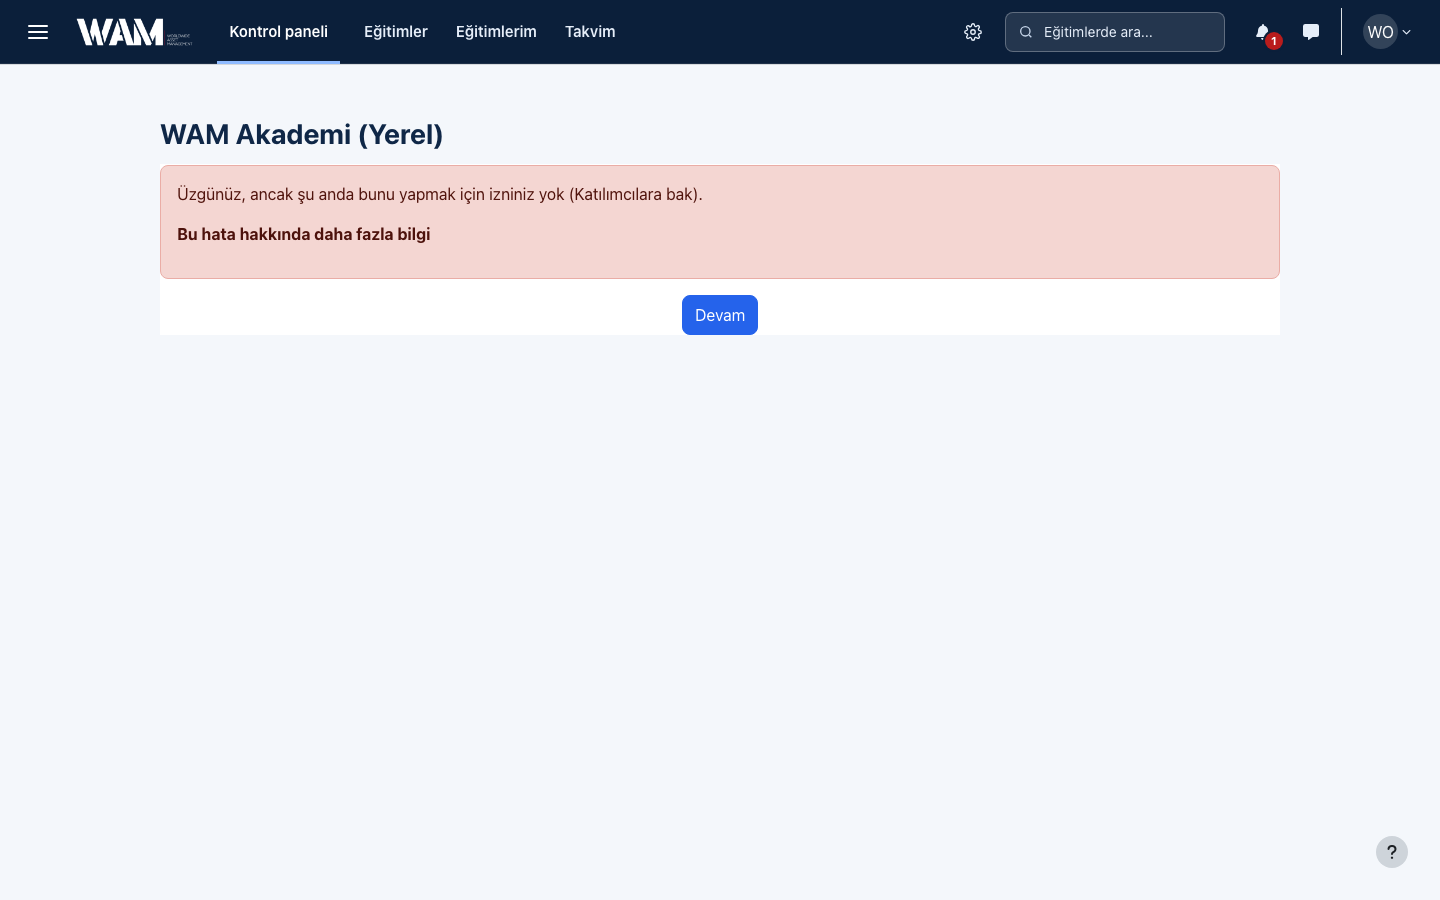 WAM
Kontrol paneli
Eğitimler
Eğitimlerim
Takvim
Eğitimlerde ara...
1
WO
WAM Akademi (Yerel)
Üzgünüz, ancak şu anda bunu yapmak için izniniz yok (Katılımcılara bak).
Bu hata hakkında daha fazla bilgi
Devam
?